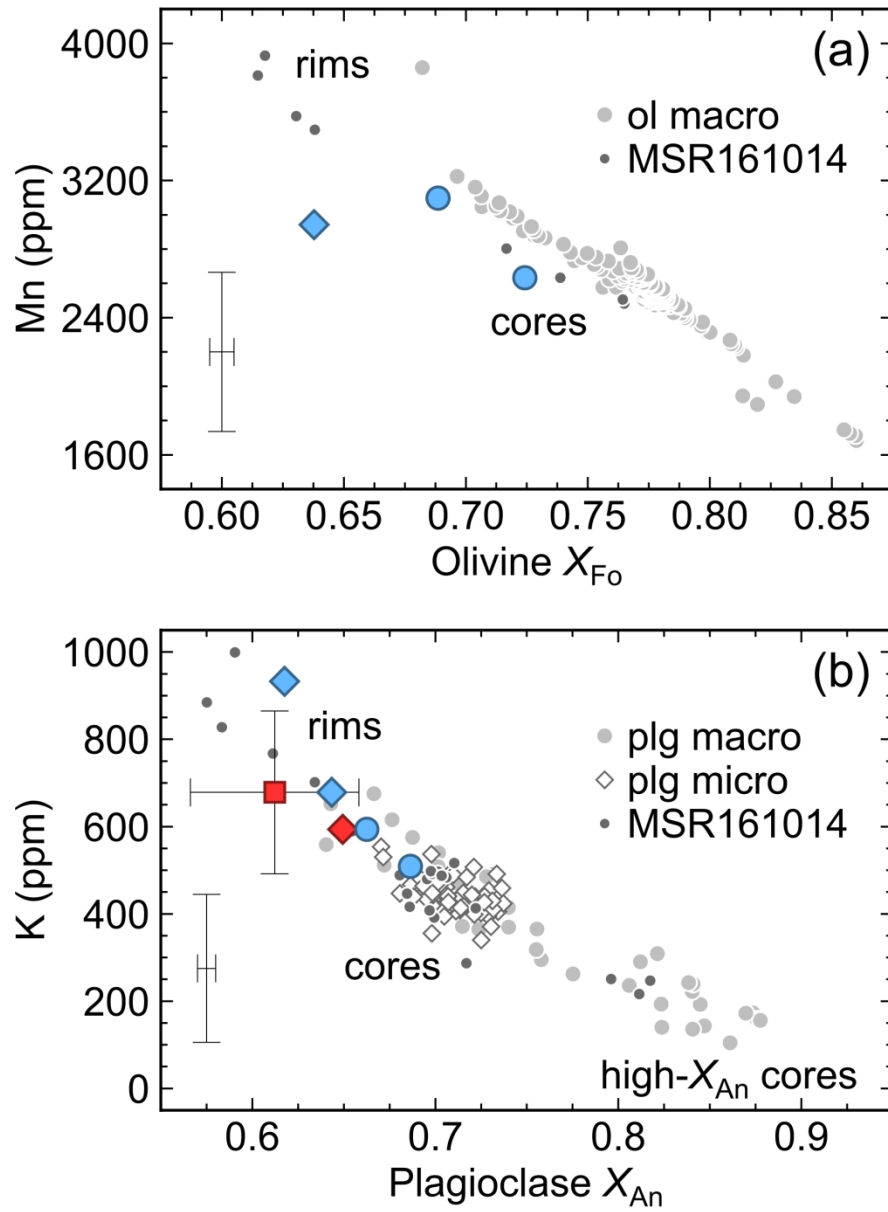 (a)
4000
rims
ol macro
MSR161014
3200
Mn (ppm)
2400
cores
1600
0.60 0.65 0.70 0.75 0.80 0.85
Olivine XFo
(b)
1000
rims
plg macro
800
plg micro
MSR161014
K (ppm)
600
400
cores
200
high-XAn cores
0
0.6 0.7 0.8 0.9
Plagioclase XAn